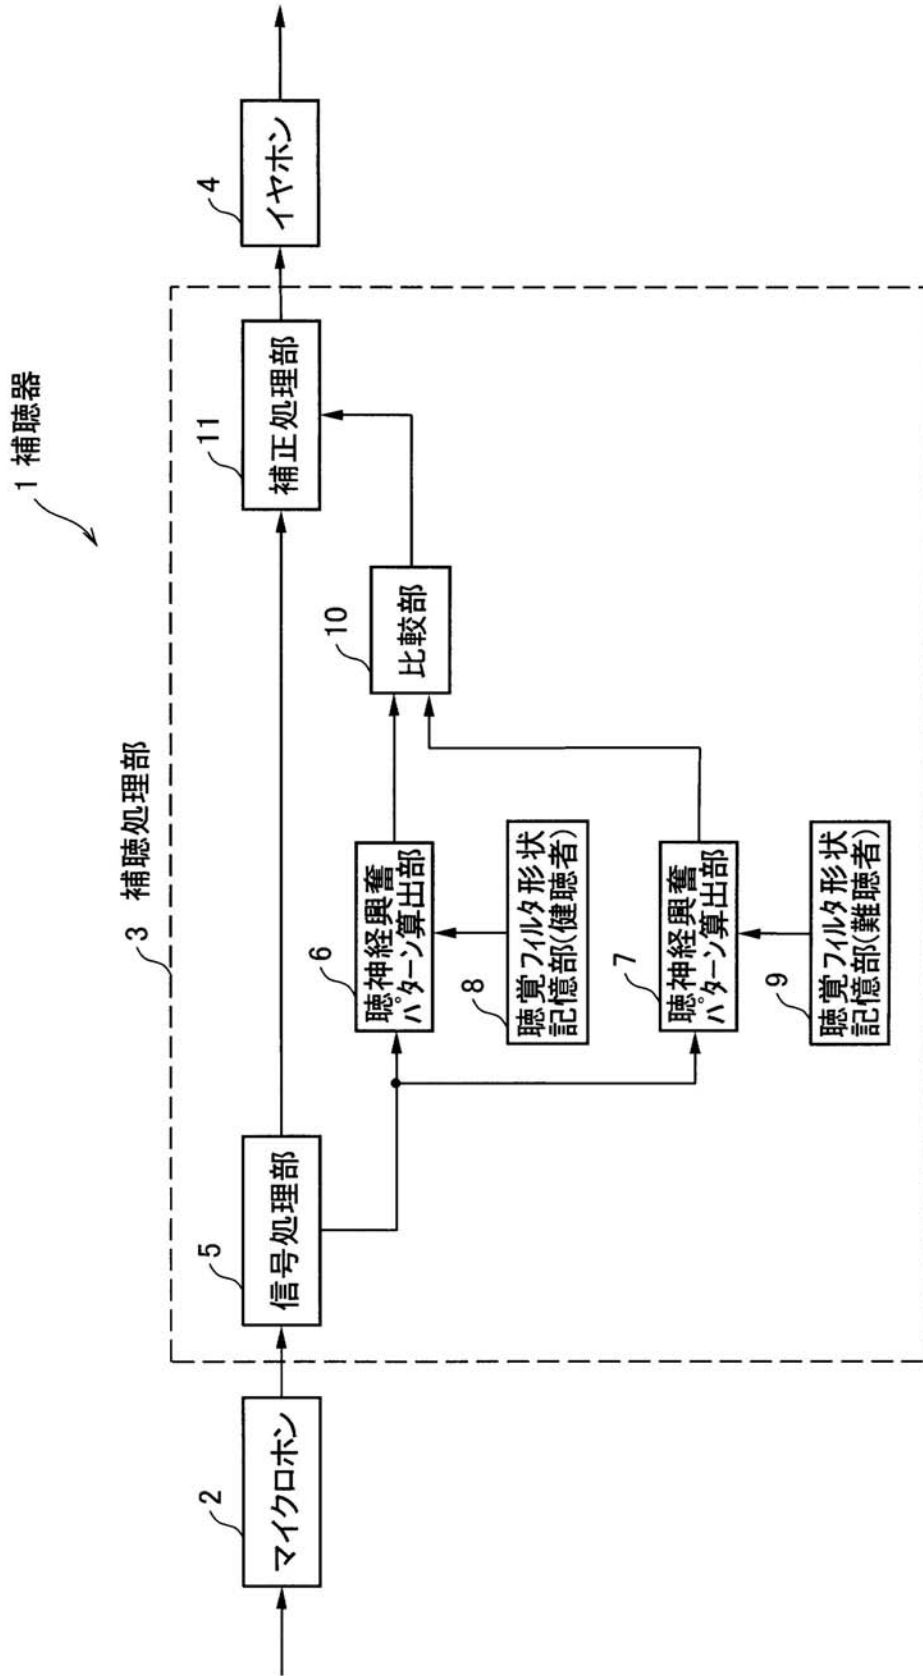 1 補聴器
3 補聴処理部
2
マイクロホン
5
信号処理部
11
補正処理部
4
イヤホン
10
比較部
6
聴神経興奮
パターン算出部
8
聴覚フィルタ形状
記憶部(健聴者)
7
聴神経興奮
パターン算出部
9
聴覚フィルタ形状
記憶部(難聴者)